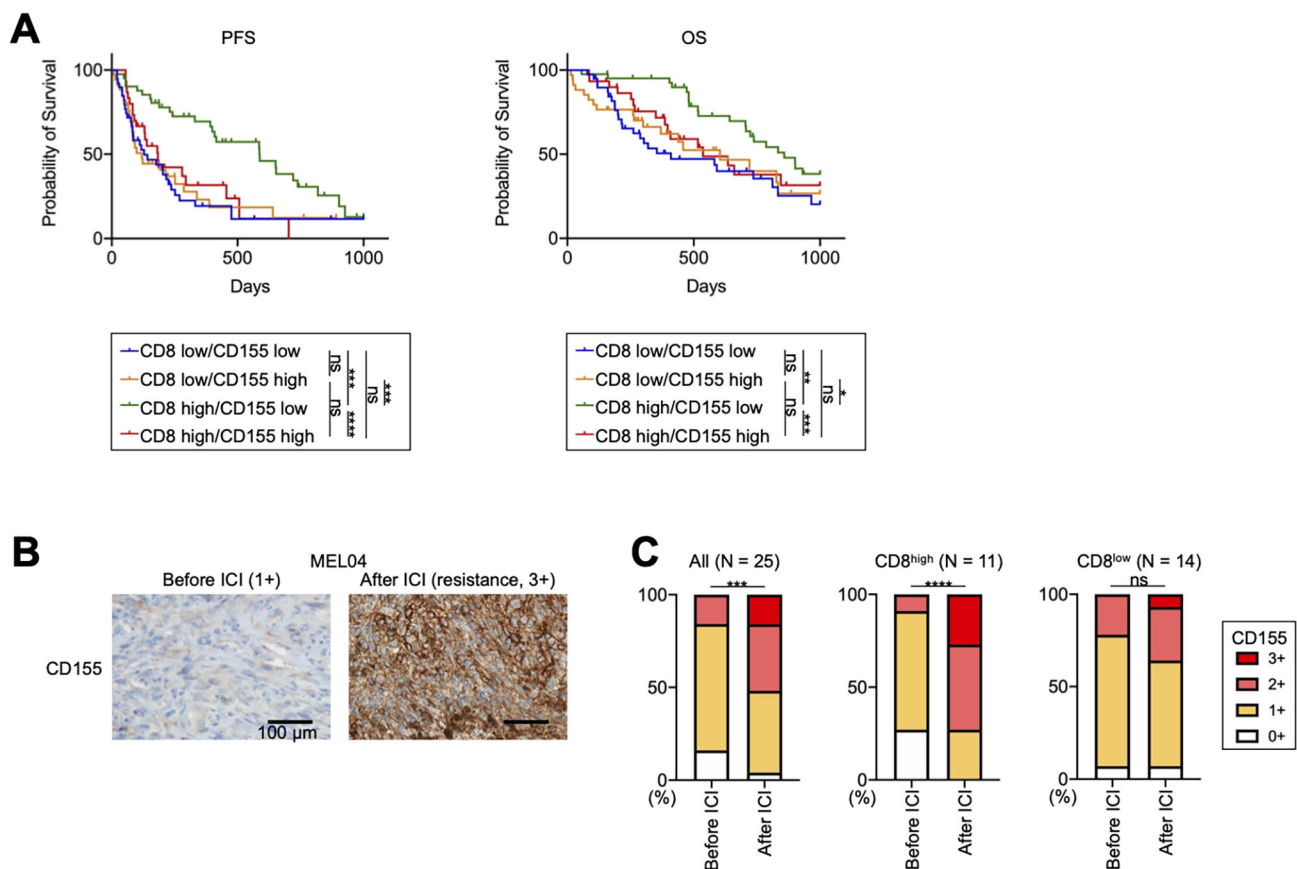 A
PFS
OS
Probability of Survival
100
50
0
0
500
1000
Days
Probability of Survival
100
50
0
0
500
1000
Days
CD8 low/CD155 low
CD8 low/CD155 high
CD8 high/CD155 low
CD8 high/CD155 high
ns
***
ns
***
ns
****
CD8 low/CD155 low
CD8 low/CD155 high
CD8 high/CD155 low
CD8 high/CD155 high
ns
**
ns
*
ns
***
B
MEL04
Before ICI (1+)
After ICI (resistance, 3+)
CD155
100 µm
C
All (N = 25)
***
100
50
0
(%)
Before ICI
After ICI
CD8high (N = 11)
****
100
50
0
(%)
Before ICI
After ICI
CD8low (N = 14)
ns
100
50
0
(%)
Before ICI
After ICI
CD155
3+
2+
1+
0+